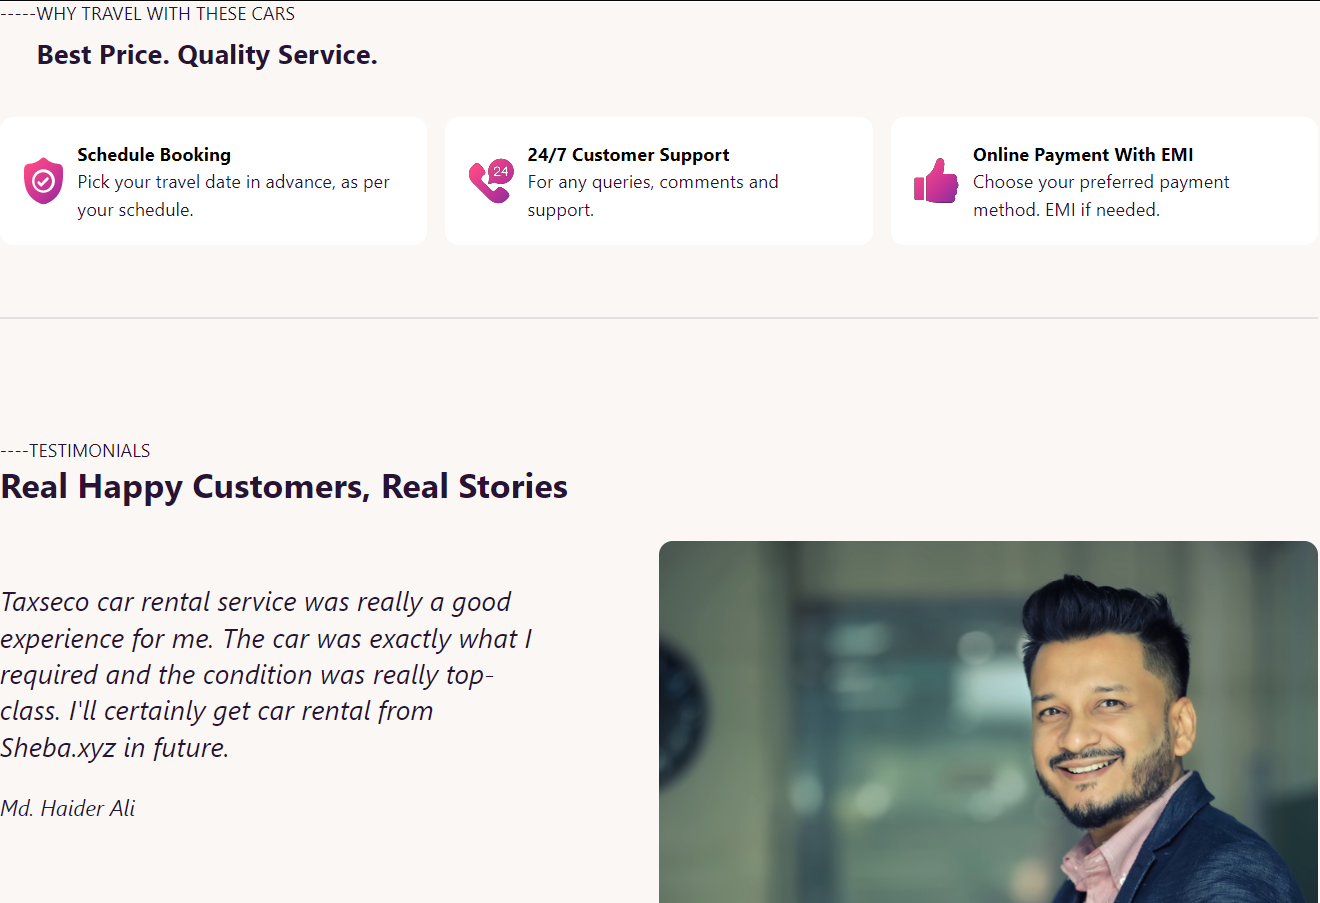 -----WHY TRAVEL WITH THESE CARS
Best Price. Quality Service.
Schedule Booking
Pick your travel date in advance, as per
your schedule.
24
24/7 Customer Support
For any queries, comments and
support.
Online Payment With EMI
Choose your preferred payment
method. EMI if needed.
----TESTIMONIALS
Real Happy Customers, Real Stories
Taxseco car rental service was really a good
experience for me. The car was exactly what I
required and the condition was really top-
class. I'll certainly get car rental from
Sheba.xyz in future.
Md. Haider Ali